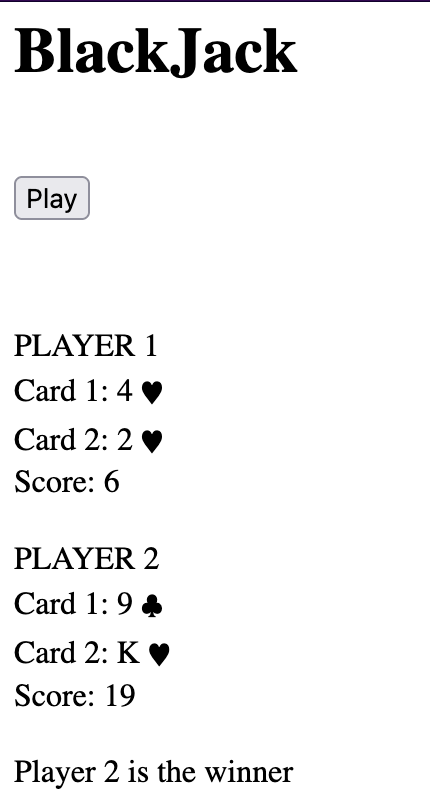 BlackJack
Play
PLAYER 1
Card 1: 4 ♥
Card 2: 2 ♥
Score: 6
PLAYER 2
Card 1: 9 ♣
Card 2: K ♥
Score: 19
Player 2 is the winner